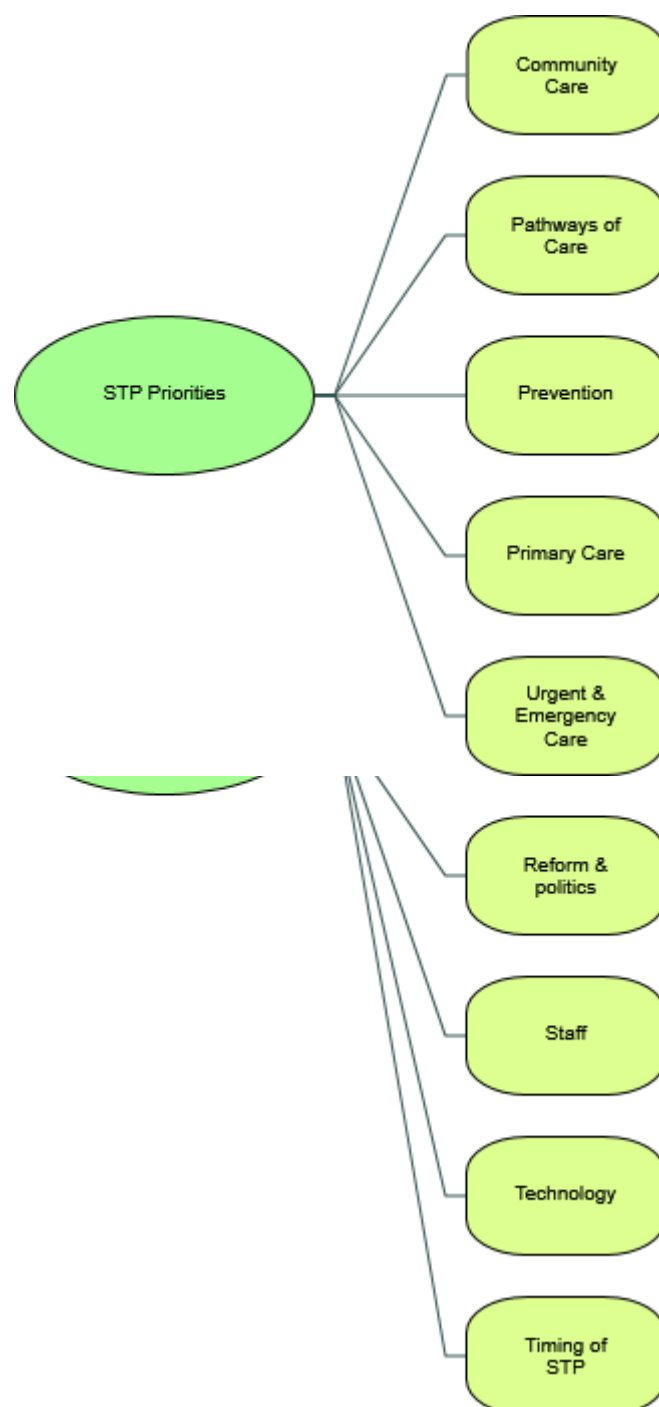 Community
Care
Pathways of
Care
STP Priorities
Prevention
Primary Care
Urgent &
Emergency
Care
Reform &
politics
Staff
Technology
Timing of
STP